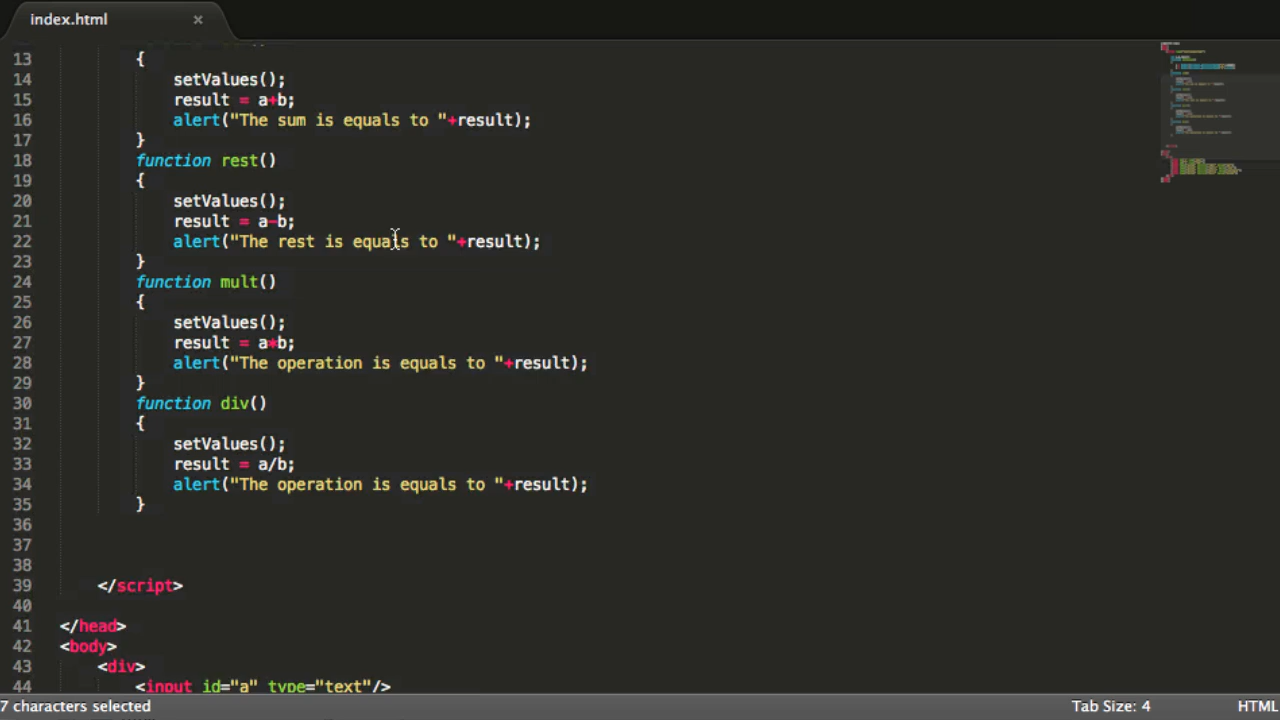 index.html ×
13 {
14 setValues();
15 result = a+b;
16 alert("The sum is equals to "+result);
17 }
18 function rest()
19 {
20 setValues();
21 result = a-b;
22 alert("The rest is equals to "+result);
23 }
24 function mult()
25 {
26 setValues();
27 result = a*b;
28 alert("The operation is equals to "+result);
29 }
30 function div()
31 {
32 setValues();
33 result = a/b;
34 alert("The operation is equals to "+result);
35 }
36
37
38
39 </script>
40
41 </head>
42 <body>
43 <div>
44 <input id="a" type="text"/>
7 characters selected Tab Size: 4 HTML